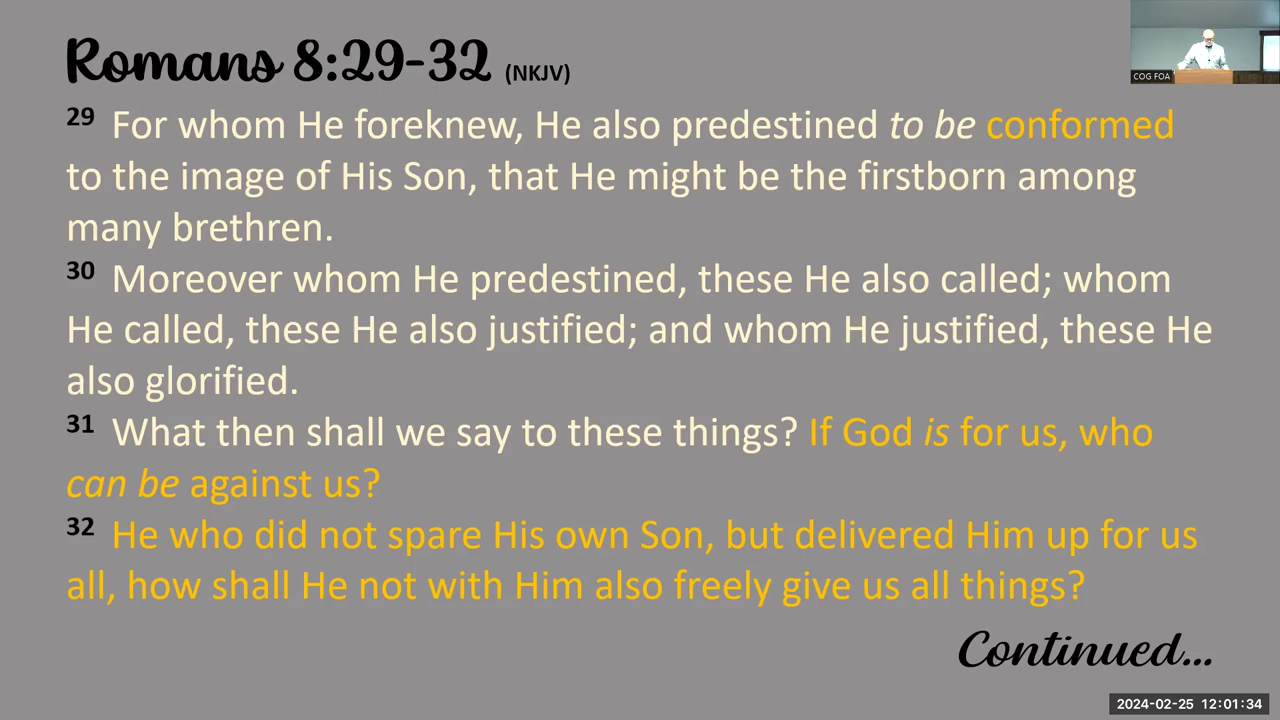 Romans 8:29-32 (NKJV)
COG FOA
29 For whom He foreknew, He also predestined to be conformed
to the image of His Son, that He might be the firstborn among
many brethren.
30 Moreover whom He predestined, these He also called; whom
He called, these He also justified; and whom He justified, these He
also glorified.
31 What then shall we say to these things? If God is for us, who
can be against us?
32 He who did not spare His own Son, but delivered Him up for us
all, how shall He not with Him also freely give us all things?
Continued...
2024-02-25 12:01:34